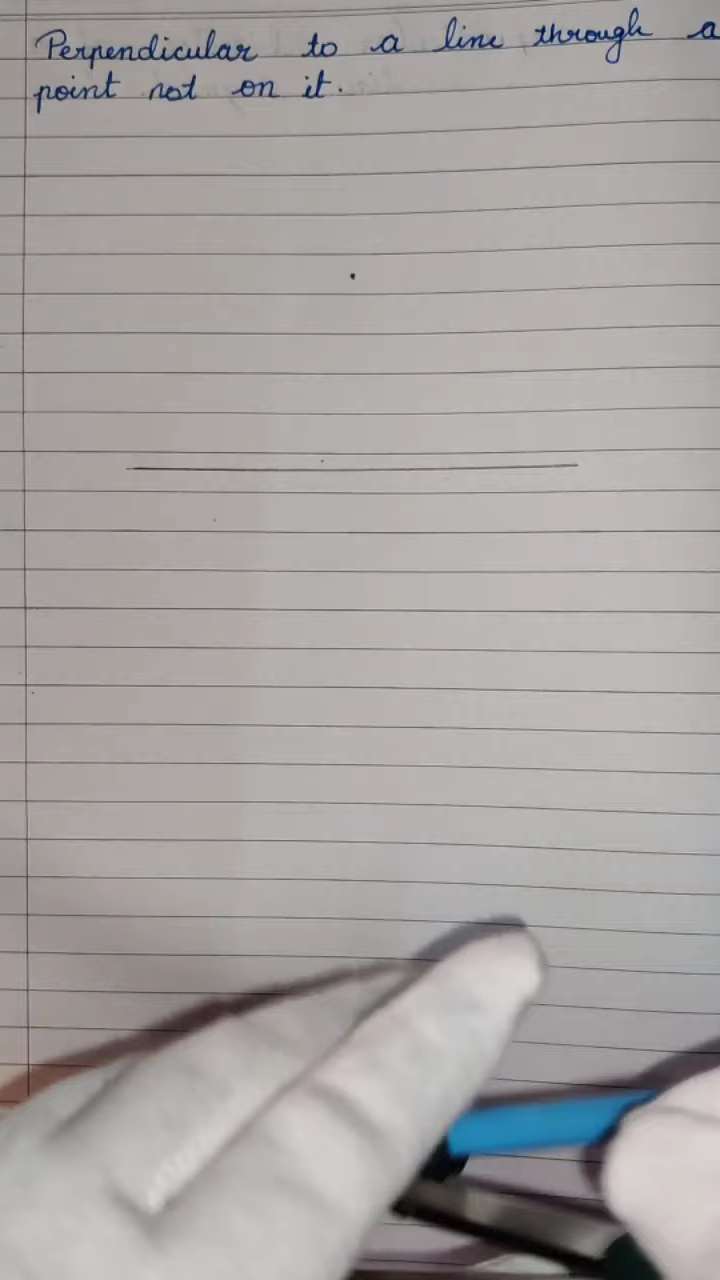 Perpendicular to a line through a
point not on it.